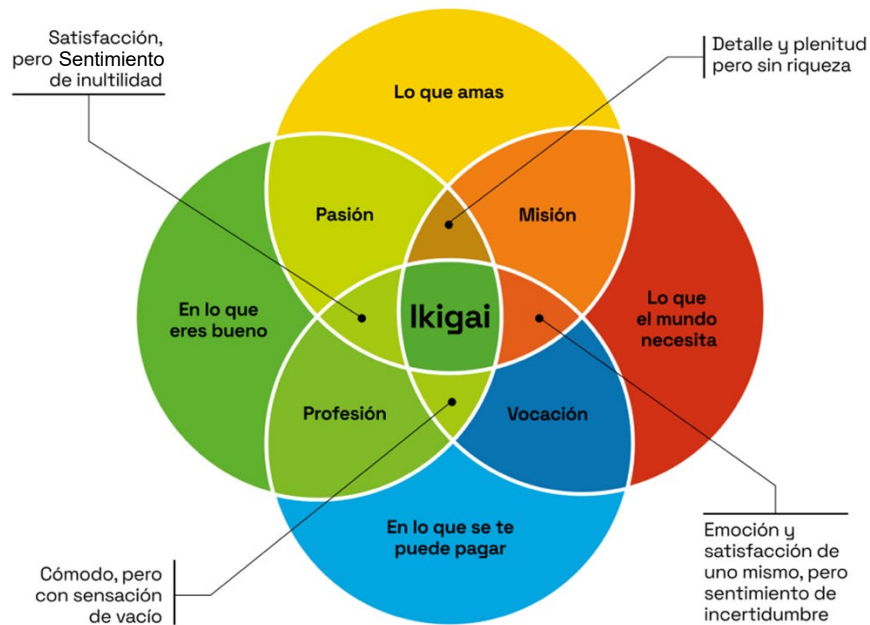 Satisfacción,
pero Sentimiento
de inultilidad
Detalle y plenitud
pero sin riqueza
Lo que amas
Pasión
Misión
En lo que
eres bueno
Ikigai
Lo que
el mundo
necesita
Profesión
Vocación
En lo que se te
puede pagar
Cómodo, pero
con sensación
de vacío
Emoción y
satisfacción de
uno mismo, pero
sentimiento de
incertidumbre